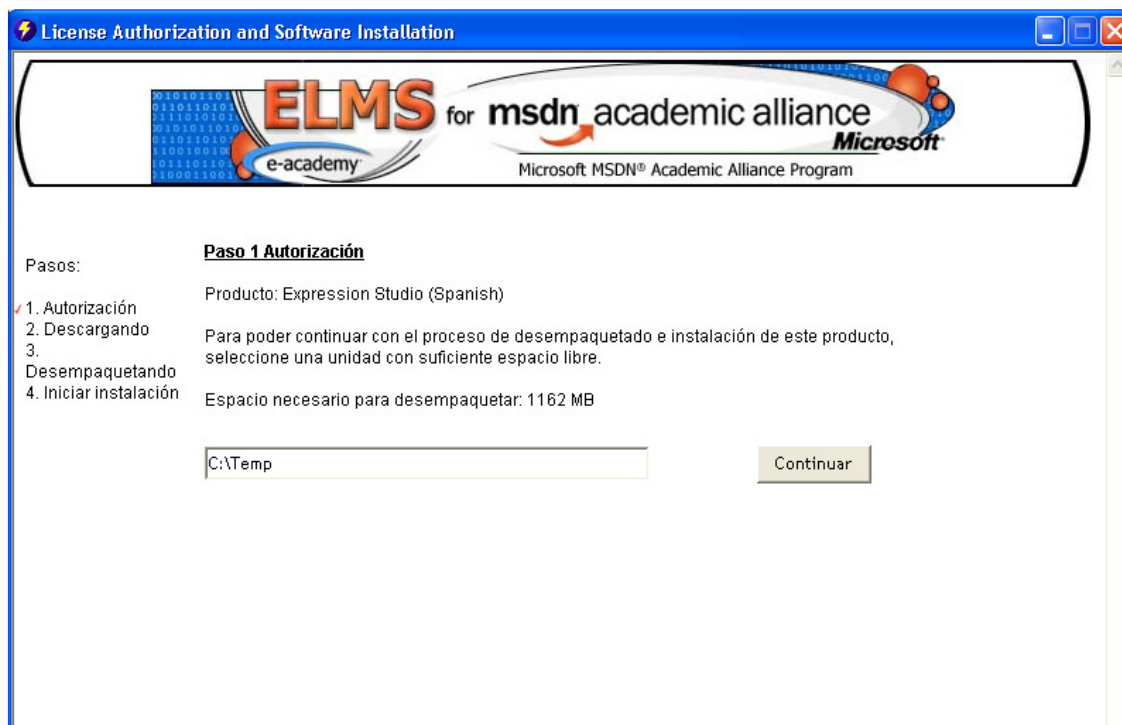 License Authorization and Software Installation
ELMS for msdn academic alliance
Microsoft
e-academy
Microsoft MSDN® Academic Alliance Program
Pasos:
1. Autorización
2. Descargando
3.
Desempaquetando
4. Iniciar instalación
Paso 1 Autorización
Producto: Expression Studio (Spanish)
Para poder continuar con el proceso de desempaquetado e instalación de este producto,
seleccione una unidad con suficiente espacio libre.
Espacio necesario para desempaquetar: 1162 MB
C:\Temp
Continuar